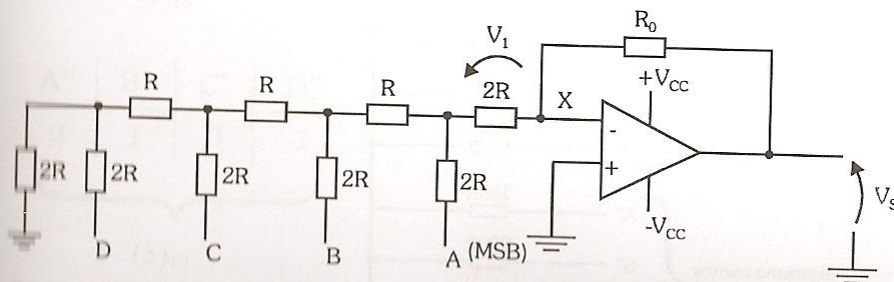 R₀
V₁
+Vcc
R
R
R
2R
X
-
+
2R
2R
2R
2R
2R
Vs
-Vcc
D
C
B
A (MSB)